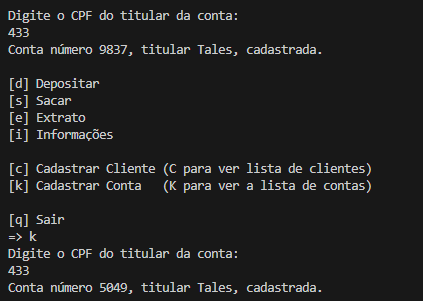 Digite o CPF do titular da conta:
433
Conta número 9837, titular Tales, cadastrada.
[d] Depositar
[s] Sacar
[e] Extrato
[i] Informações
[c] Cadastrar Cliente (C para ver lista de clientes)
[k] Cadastrar Conta   (K para ver a lista de contas)
[q] Sair
=> k
Digite o CPF do titular da conta:
433
Conta número 5049, titular Tales, cadastrada.